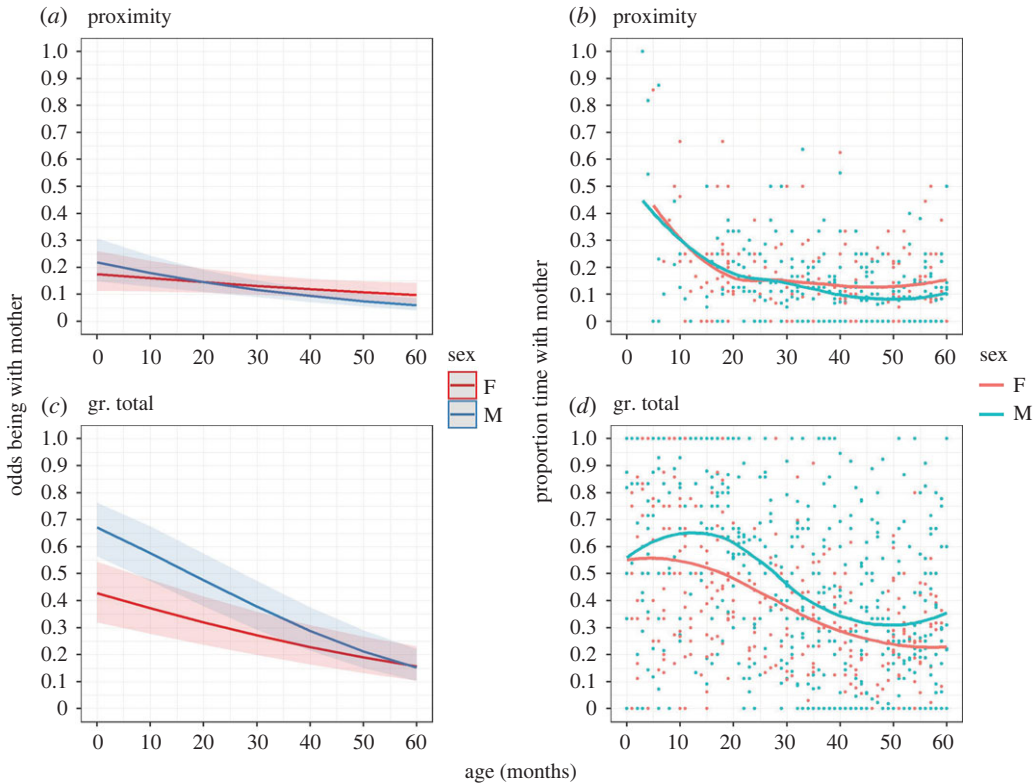 (a) proximity
(b) proximity
1.0
0.9
0.8
0.7
0.6
0.5
0.4
0.3
0.2
0.1
0
0 10 20 30 40 50 60
1.0
0.9
0.8
0.7
0.6
0.5
0.4
0.3
0.2
0.1
0
0 10 20 30 40 50 60
odds being with mother
sex
F
M
proportion time with mother
sex
F
M
(c) gr. total
(d) gr. total
1.0
0.9
0.8
0.7
0.6
0.5
0.4
0.3
0.2
0.1
0
0 10 20 30 40 50 60
1.0
0.9
0.8
0.7
0.6
0.5
0.4
0.3
0.2
0.1
0
0 10 20 30 40 50 60
age (months)